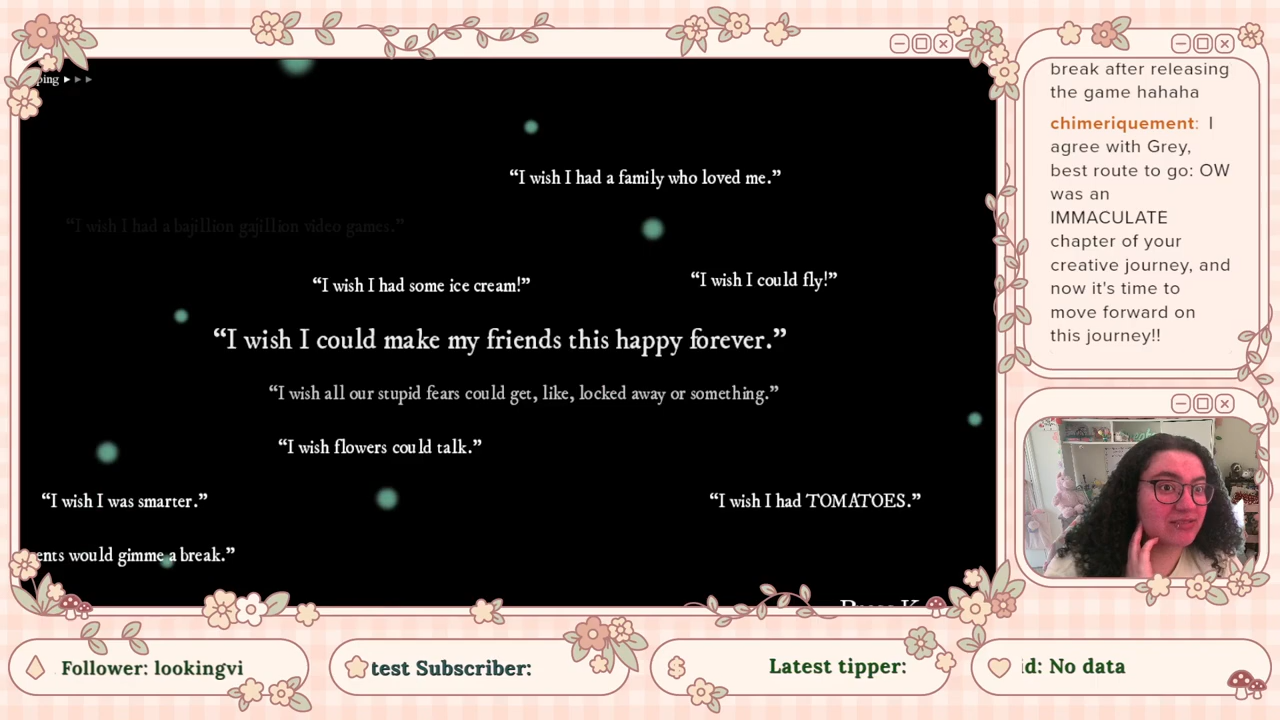 ping ▸ ▸ ▸
“I wish I had a family who loved me.”
“I wish I had a bajillion gajillion video games.”
“I wish I had some ice cream!”
“I wish I could fly!”
“I wish I could make my friends this happy forever.”
“I wish all our stupid fears could get, like, locked away or something.”
“I wish flowers could talk.”
“I wish I was smarter.”
“I wish I had TOMATOES.”
ents would gimme a break.”
break after releasing
the game hahaha
chimeriquement: I
agree with Grey,
best route to go: OW
was an
IMMACULATE
chapter of your
creative journey, and
now it's time to
move forward on
this journey!!
Follower: lookingvi
test Subscriber:
Latest tipper:
id: No data